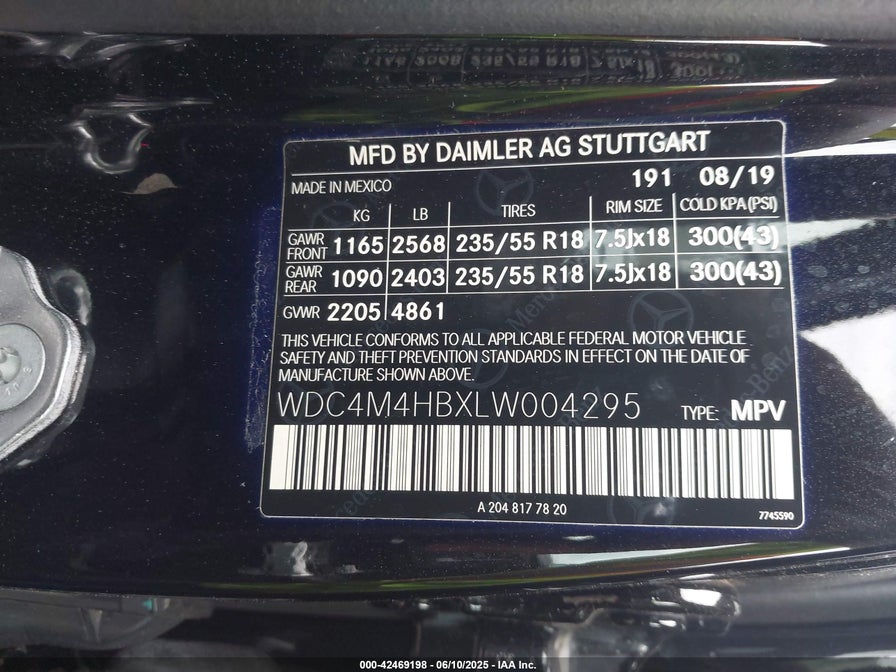 MFD BY DAIMLER AG STUTTGART
MADE IN MEXICO 191 08/19
KG LB TIRES RIM SIZE COLD KPA(PSI)
GAWR FRONT 1165 2568 235/55 R18 7.5Jx18 300(43)
GAWR REAR 1090 2403 235/55 R18 7.5Jx18 300(43)
GVWR 2205 4861
THIS VEHICLE CONFORMS TO ALL APPLICABLE FEDERAL MOTOR VEHICLE
SAFETY AND THEFT PREVENTION STANDARDS IN EFFECT ON THE DATE OF
MANUFACTURE SHOWN ABOVE.
WDC4M4HBXLW004295 TYPE: MPV
A 204 817 78 20
7745590
000-42469198 - 06/10/2025 - IAA Inc.